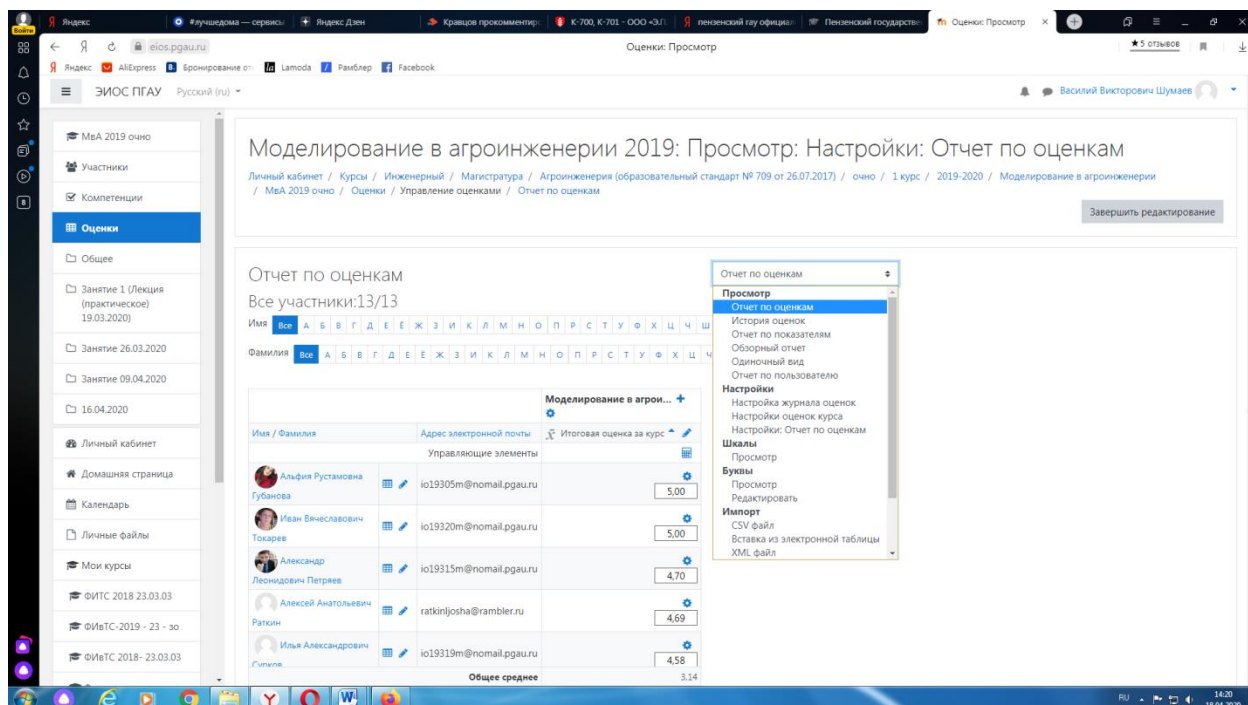 Войти
Яндекс
#лучшедома — сервисы
Яндекс Дзен
Кравцов прокомментир
К-700, К-701 - ООО «З.П.
пензенский гау официал
Пензенский государстве
Оценки: Просмотр
eios.pgau.ru
Оценки: Просмотр
★5 отзывов
Яндекс
AliExpress
Бронирование от
Lamoda
Рамблер
Facebook
ЭИОС ПГАУ
Русский (ru)
Василий Викторович Шумаев
МвА 2019 очно
Участники
Компетенции
Оценки
Общее
Занятие 1 (Лекция
(практическое)
19.03.2020)
Занятие 26.03.2020
Занятие 09.04.2020
16.04.2020
Личный кабинет
Домашняя страница
Календарь
Личные файлы
Мои курсы
ФИТС 2018 23.03.03
ФИвТС-2019 - 23 - зо
ФИвТС 2018- 23.03.03
Моделирование в агроинженерии 2019: Просмотр: Настройки: Отчет по оценкам
Личный кабинет / Курсы / Инженерный / Магистратура / Агроинженерия (образовательный стандарт № 709 от 26.07.2017) / очно / 1 курс / 2019-2020 / Моделирование в агроинженерии
/ МвА 2019 очно / Оценки / Управление оценками / Отчет по оценкам
Завершить редактирование
Отчет по оценкам
Все участники:13/13
Имя Все А Б В Г Д Е Ё Ж З И К Л М Н О П Р С Т У Ф Х Ц Ч Ш
Фамилия Все А Б В Г Д Е Ё Ж З И К Л М Н О П Р С Т У Ф Х Ц Ч
Моделирование в агрои...
Имя / Фамилия Адрес электронной почты x̄ Итоговая оценка за курс
Управляющие элементы
Альфия Рустамовна
Губанова
io19305m@nomail.pgau.ru
5,00
Иван Вячеславович
Токарев
io19320m@nomail.pgau.ru
5,00
Александр
Леонидович Петряев
io19315m@nomail.pgau.ru
4,70
Алексей Анатольевич
Раткин
ratkinljosha@rambler.ru
4,69
Илья Александрович
Сурков
io19319m@nomail.pgau.ru
4,58
Общее среднее 3.14
Отчет по оценкам
Просмотр
Отчет по оценкам
История оценок
Отчет по показателям
Обзорный отчет
Одиночный вид
Отчет по пользователю
Настройки
Настройка журнала оценок
Настройки оценок курса
Настройки: Отчет по оценкам
Шкалы
Просмотр
Буквы
Просмотр
Редактировать
Импорт
CSV файл
Вставка из электронной таблицы
XML файл
RU
14:20
18.04.2020